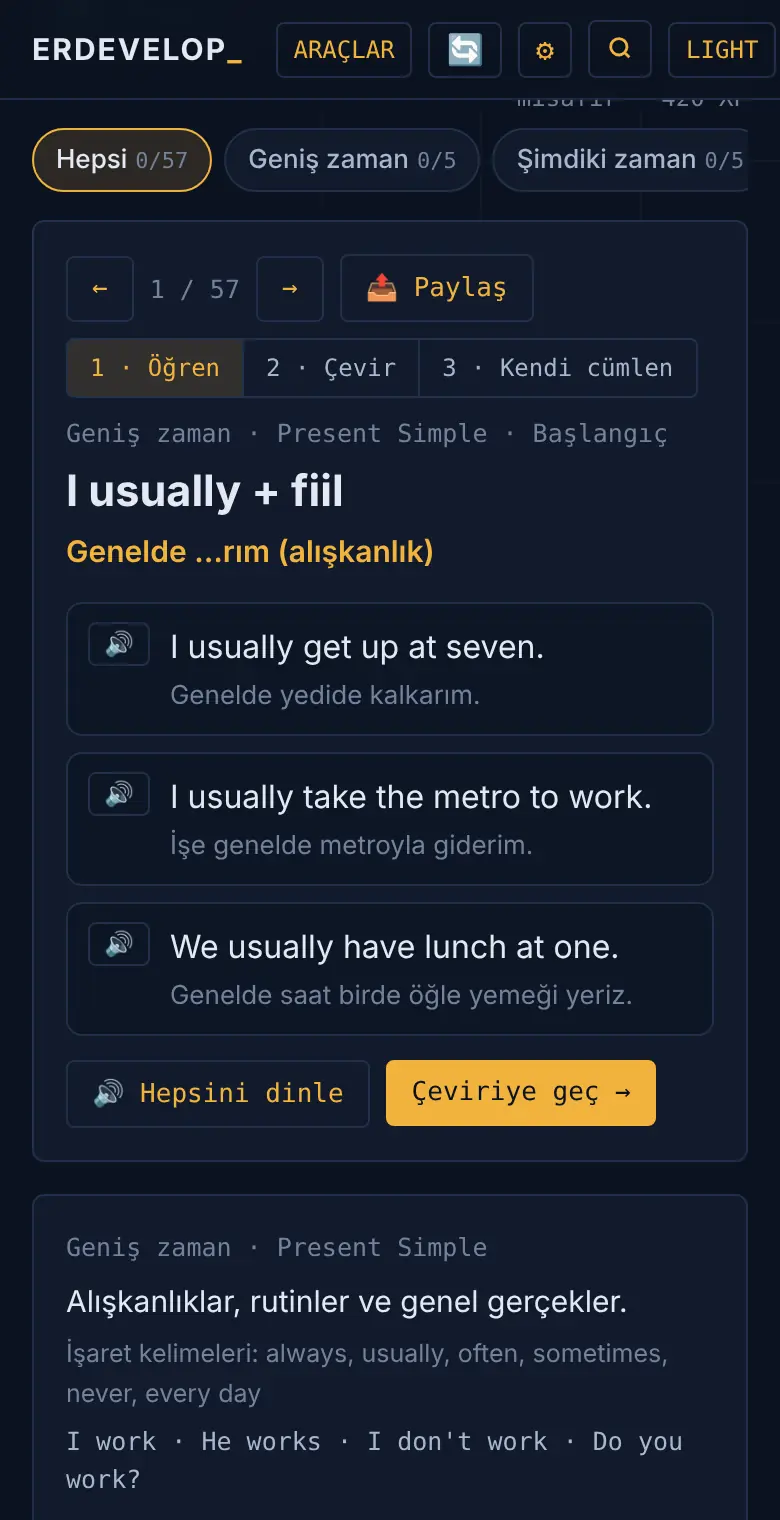 ERDEVELOP_ ARAÇLAR LIGHT
Hepsi 0/57 Geniş zaman 0/5 Şimdiki zaman 0/5
← 1 / 57 → Paylaş
1 · Öğren 2 · Çevir 3 · Kendi cümlen
Geniş zaman · Present Simple · Başlangıç
I usually + fiil
Genelde ...rım (alışkanlık)
I usually get up at seven.
Genelde yedide kalkarım.
I usually take the metro to work.
İşe genelde metroyla giderim.
We usually have lunch at one.
Genelde saat birde öğle yemeği yeriz.
Hepsini dinle Çeviriye geç →
Geniş zaman · Present Simple
Alışkanlıklar, rutinler ve genel gerçekler.
İşaret kelimeleri: always, usually, often, sometimes,
never, every day
I work · He works · I don't work · Do you
work?